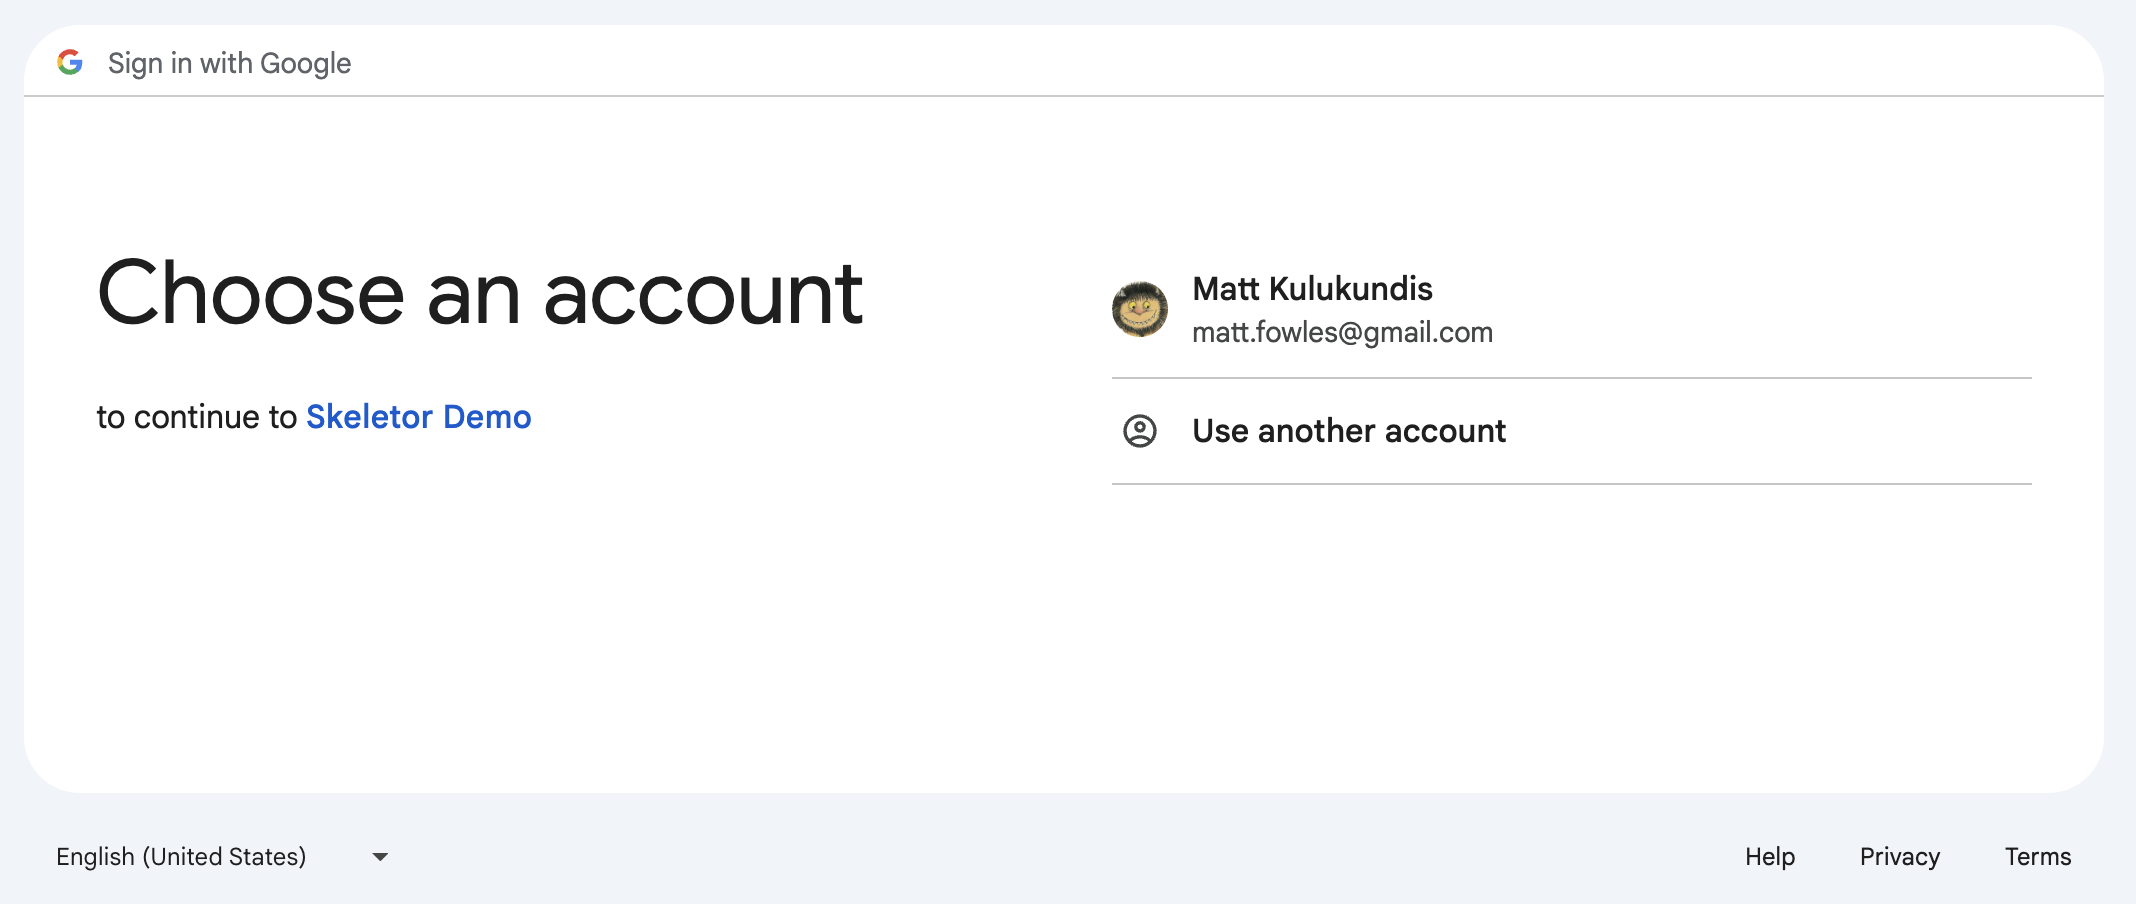 Sign in with Google
Choose an account
to continue to Skeletor Demo
Matt Kulukundis
matt.fowles@gmail.com
Use another account
English (United States)
Help
Privacy
Terms